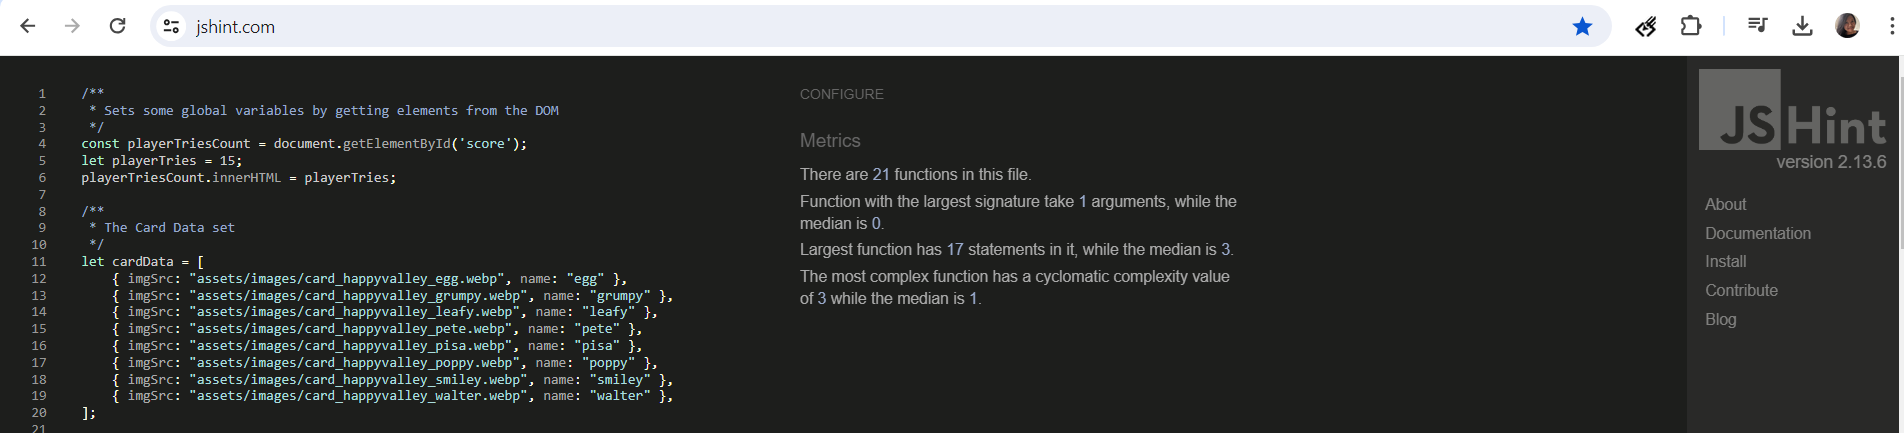 jshint.com
1 /**
2 * Sets some global variables by getting elements from the DOM
3 */
4 const playerTriesCount = document.getElementById('score');
5 let playerTries = 15;
6 playerTriesCount.innerHTML = playerTries;
7
8 /**
9 * The Card Data set
10 */
11 let cardData = [
12 { imgSrc: "assets/images/card_happyvalley_egg.webp", name: "egg" },
13 { imgSrc: "assets/images/card_happyvalley_grumpy.webp", name: "grumpy" },
14 { imgSrc: "assets/images/card_happyvalley_leafy.webp", name: "leafy" },
15 { imgSrc: "assets/images/card_happyvalley_pete.webp", name: "pete" },
16 { imgSrc: "assets/images/card_happyvalley_pisa.webp", name: "pisa" },
17 { imgSrc: "assets/images/card_happyvalley_poppy.webp", name: "poppy" },
18 { imgSrc: "assets/images/card_happyvalley_smiley.webp", name: "smiley" },
19 { imgSrc: "assets/images/card_happyvalley_walter.webp", name: "walter" },
20 ];
21
CONFIGURE
Metrics
There are 21 functions in this file.
Function with the largest signature take 1 arguments, while the
median is 0.
Largest function has 17 statements in it, while the median is 3.
The most complex function has a cyclomatic complexity value
of 3 while the median is 1.
JSHint
version 2.13.6
About
Documentation
Install
Contribute
Blog